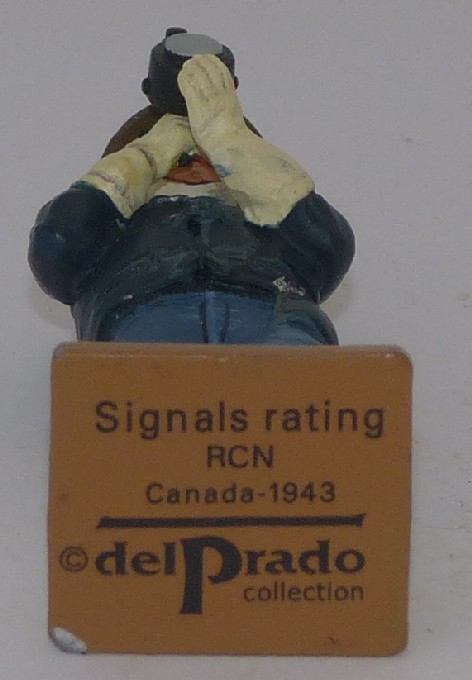 Signals rating
RCN
Canada-1943
© delPrado
collection